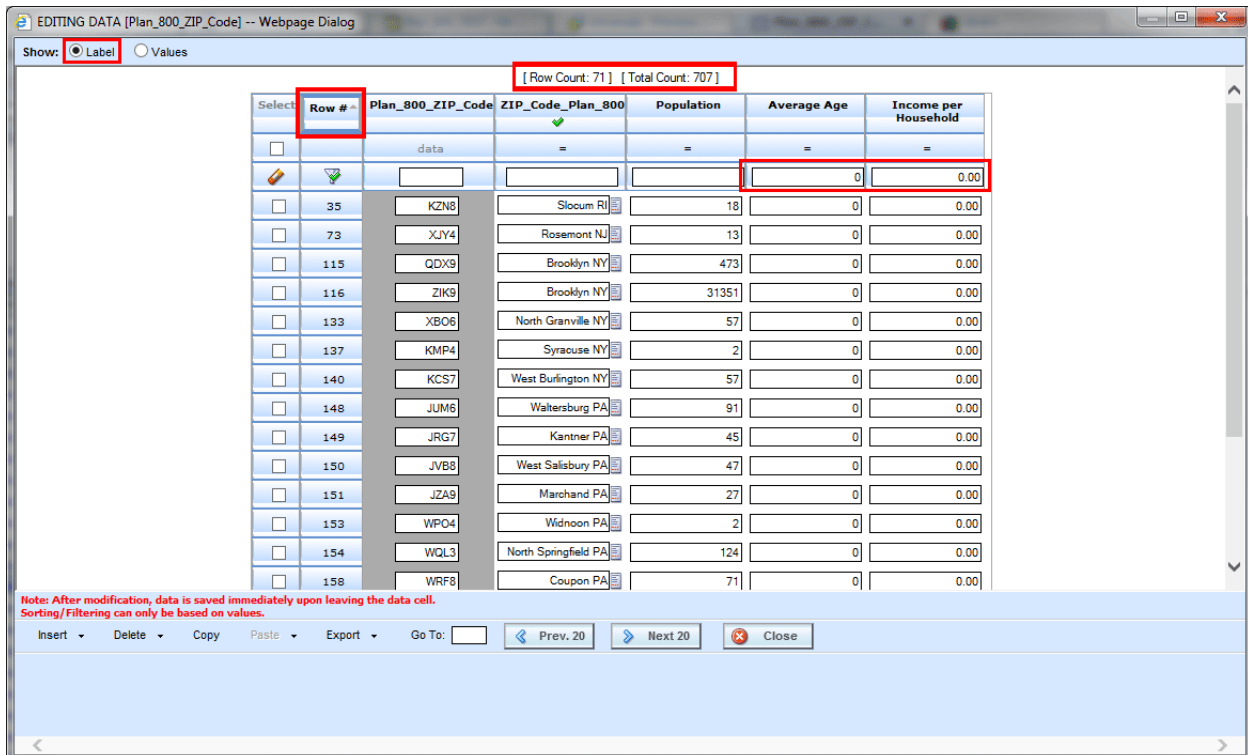 EDITING DATA [Plan_800_ZIP_Code] -- Webpage Dialog
Show: Label Values
[ Row Count: 71 ] [ Total Count: 707 ]
Select Row # Plan_800_ZIP_Code ZIP_Code_Plan_800 Population Average Age Income per
Household
data = = = =
0 0.00
35 KZN8 Slocum RI 18 0 0.00
73 XJY4 Rosemont NJ 13 0 0.00
115 QDX9 Brooklyn NY 473 0 0.00
116 ZIK9 Brooklyn NY 31351 0 0.00
133 XBO6 North Granville NY 57 0 0.00
137 KMP4 Syracuse NY 2 0 0.00
140 KCS7 West Burlington NY 57 0 0.00
148 JUM6 Waltersburg PA 91 0 0.00
149 JRG7 Kantner PA 45 0 0.00
150 JVB8 West Salisbury PA 47 0 0.00
151 JZA9 Marchand PA 27 0 0.00
153 WPO4 Widnoon PA 2 0 0.00
154 WQL3 North Springfield PA 124 0 0.00
158 WRF8 Coupon PA 71 0 0.00
Note: After modification, data is saved immediately upon leaving the data cell.
Sorting/Filtering can only be based on values.
Insert Delete Copy Paste Export Go To: Prev. 20 Next 20 Close